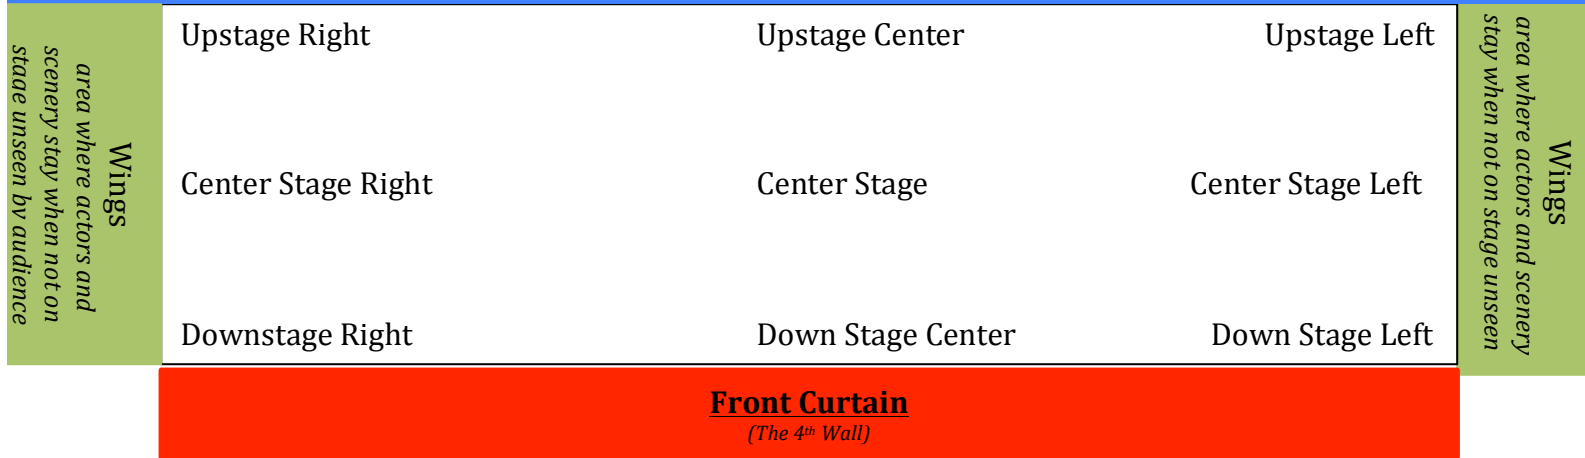 Wings
area where actors and
scenery stay when not on
staae unseen bv audience
Upstage Right
Upstage Center
Upstage Left
Center Stage Right
Center Stage
Center Stage Left
Downstage Right
Down Stage Center
Down Stage Left
Wings
area where actors and scenery
stay when not on stage unseen
Front Curtain
(The 4th Wall)